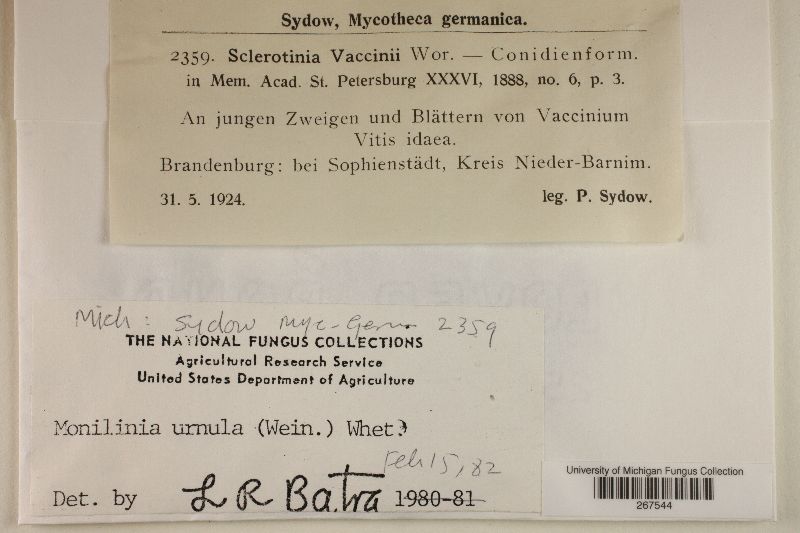 Sydow, Mycotheca germanica.
2359. Sclerotinia Vaccinii Wor. — Conidienform.
in Mem. Acad. St. Petersburg XXXVI, 1888, no. 6, p. 3.
An jungen Zweigen und Blättern von Vaccinium
Vitis idaea.
Brandenburg: bei Sophienstädt, Kreis Nieder-Barnim.
31. 5. 1924. leg. P. Sydow.
Mich: Sydow Myc-Germ 2359
THE NATIONAL FUNGUS COLLECTIONS
Agricultural Research Service
United States Department of Agriculture
Monilinia urnula (Wein.) Whet.
Feb 15, 82
Det. by L R Batra 1980-81
University of Michigan Fungus Collection
267544